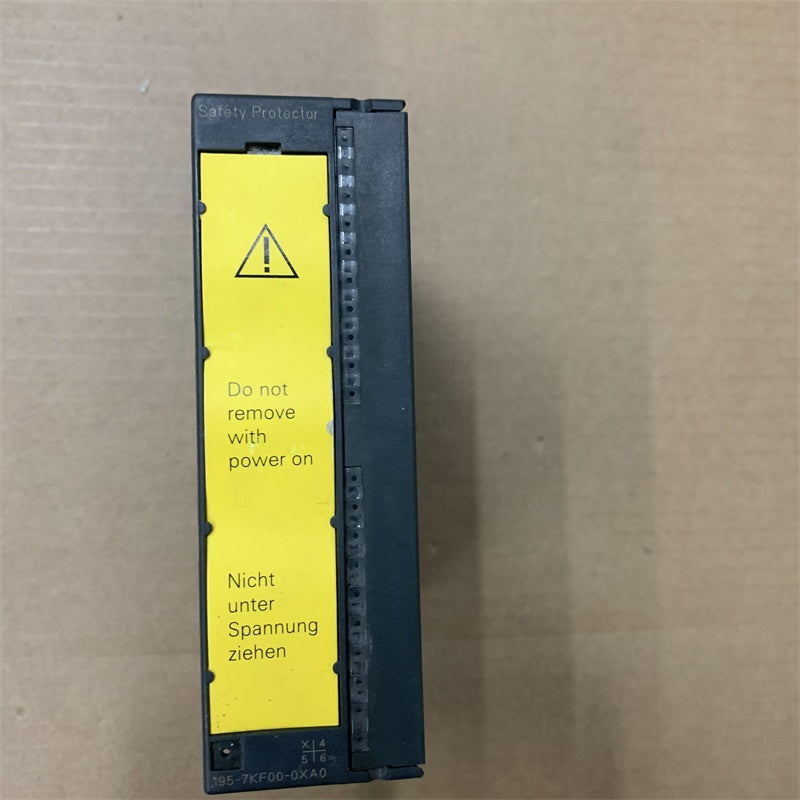 Safety Protector
!
Do not
remove
with
power on
Nicht
unter
Spannung
ziehen
X 4
5 6
195-7KF00-0XA0